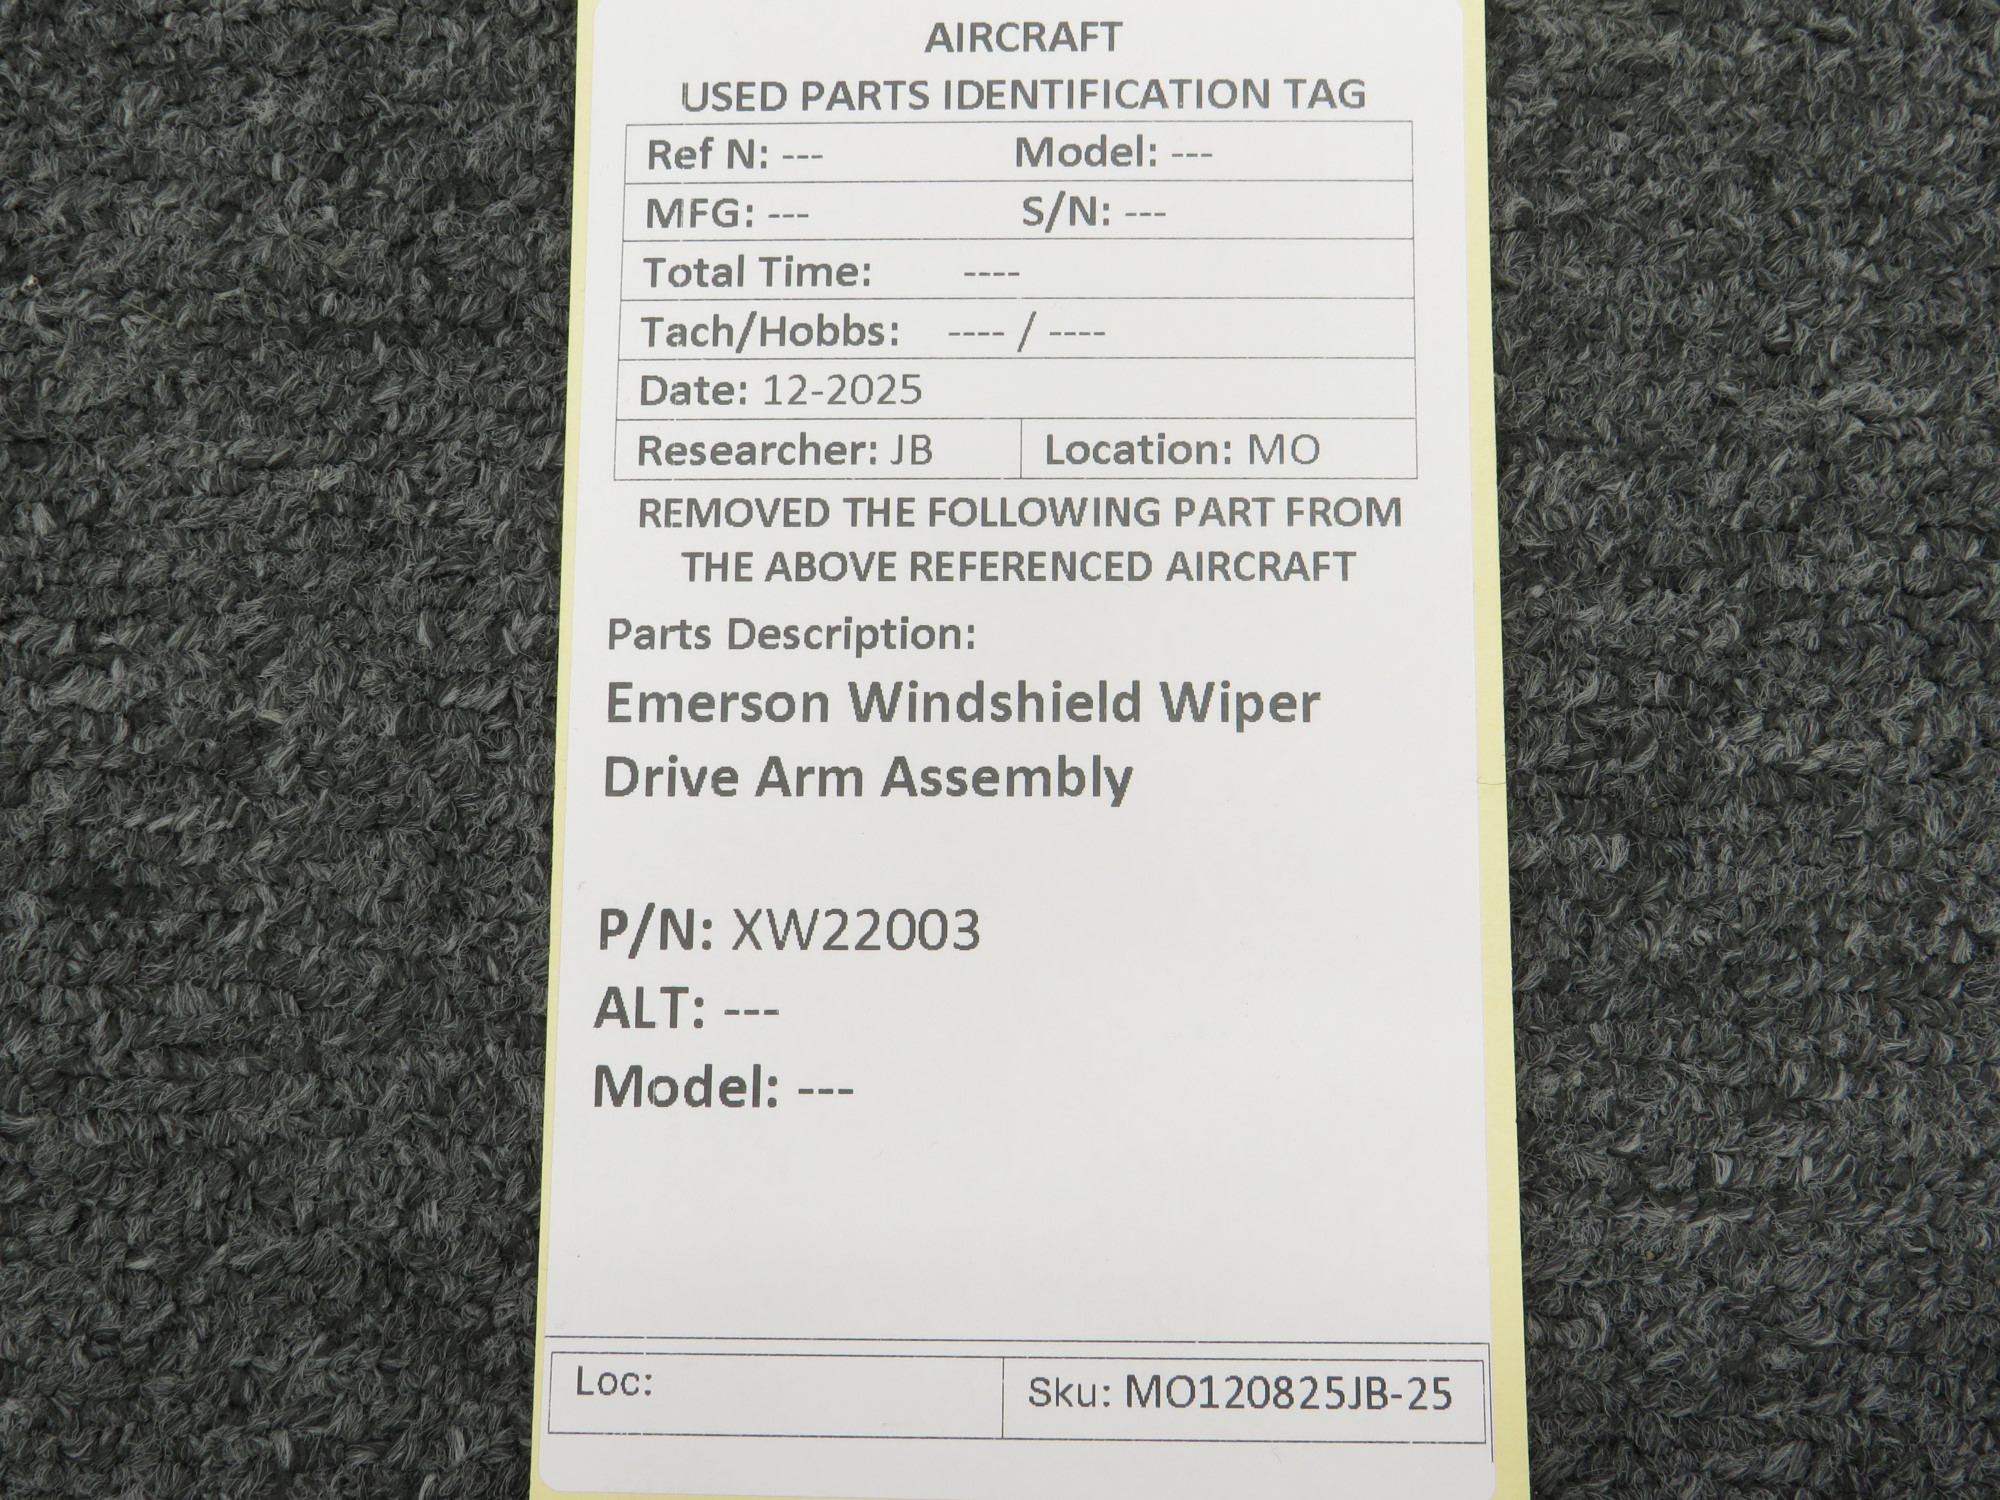 AIRCRAFT
USED PARTS IDENTIFICATION TAG
Ref N: --- Model: ---
MFG: --- S/N: ---
Total Time: ----
Tach/Hobbs: ---- / ----
Date: 12-2025
Researcher: JB Location: MO
REMOVED THE FOLLOWING PART FROM
THE ABOVE REFERENCED AIRCRAFT
Parts Description:
Emerson Windshield Wiper
Drive Arm Assembly
P/N: XW22003
ALT: ---
Model: ---
Loc: Sku: MO120825JB-25